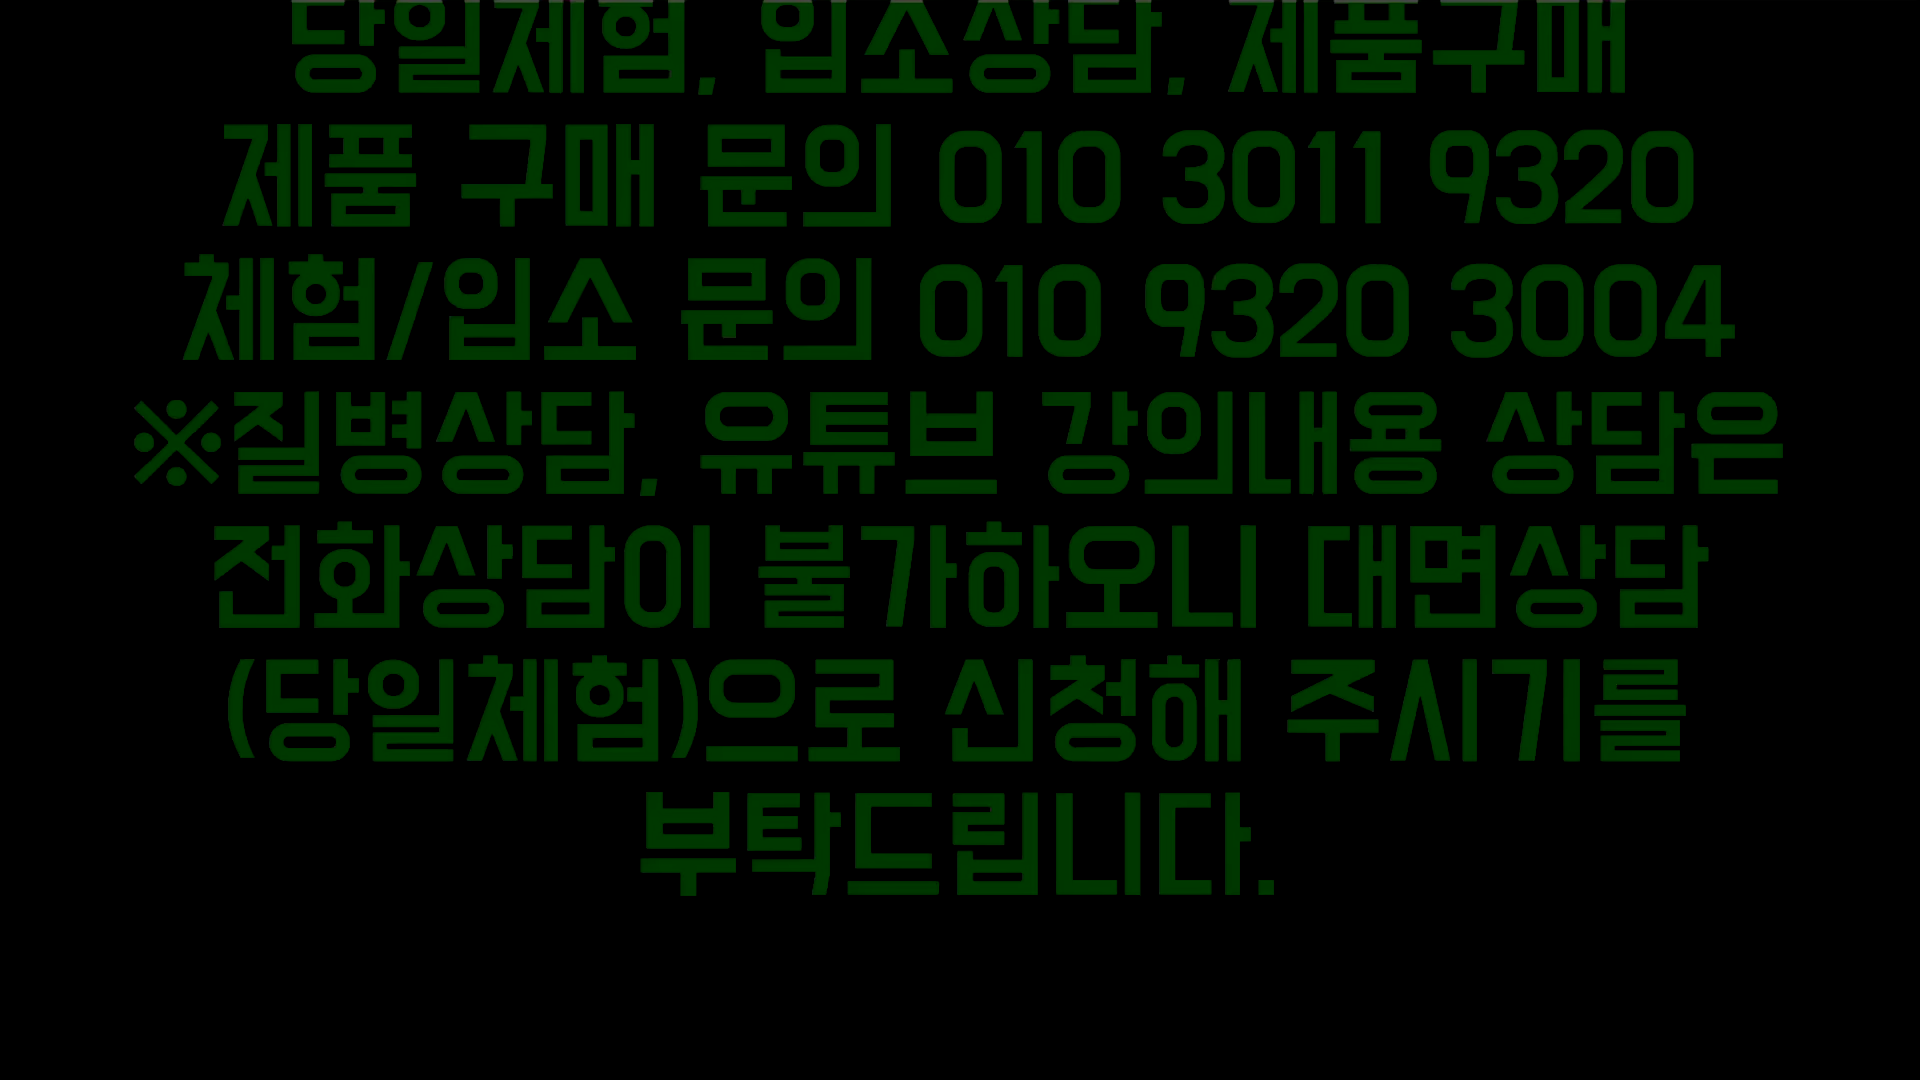 당일체험, 입소상담, 제품구매
제품 구매 문의 010 3011 9320
체험/입소 문의 010 9320 3004
※질병상담, 유튜브 강의내용 상담은
전화상담이 불가하오니 대면상담
(당일체험)으로 신청해 주시기를
부탁드립니다.